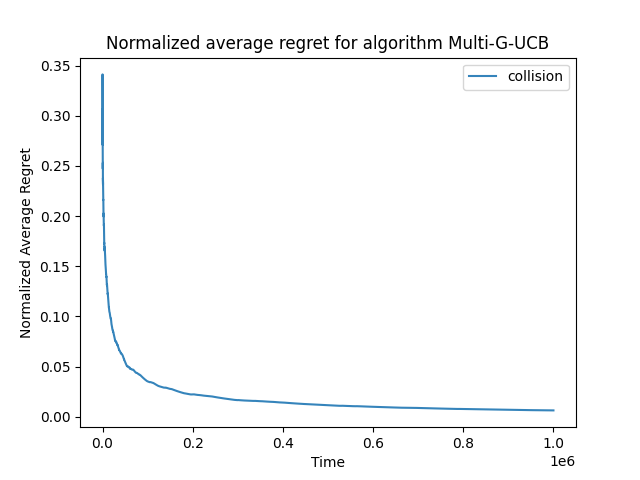 Normalized average regret for algorithm Multi-G-UCB
collision
Normalized Average Regret
0.35
0.30
0.25
0.20
0.15
0.10
0.05
0.00
0.0 0.2 0.4 0.6 0.8 1.0
1e6
Time